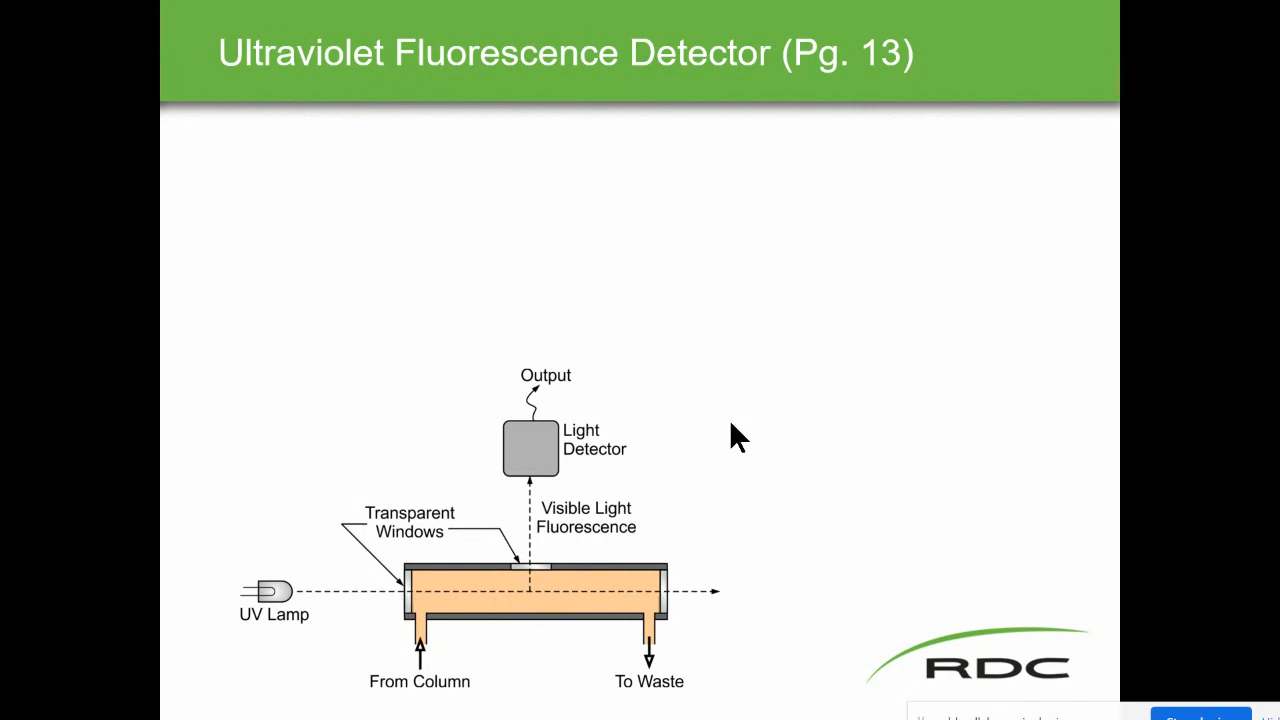 Ultraviolet Fluorescence Detector (Pg. 13)
Output
Light
Detector
Transparent
Windows
Visible Light
Fluorescence
UV Lamp
From Column
To Waste
RDC